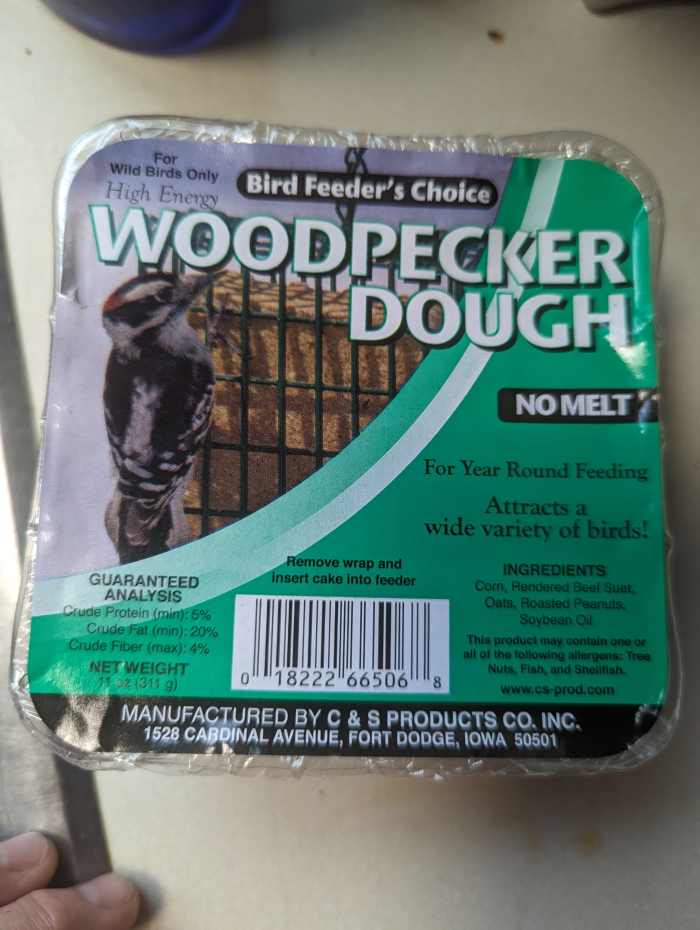 For
Wild Birds Only
High Energy
Bird Feeder's Choice
WOODPECKER
DOUGH
NO MELT
For Year Round Feeding
Attracts a
wide variety of birds!
Remove wrap and
insert cake into feeder
GUARANTEED
ANALYSIS
Crude Protein (min): 5%
Crude Fat (min): 20%
Crude Fiber (max): 4%
NET WEIGHT
11 oz (311 g)
0 18222 66506 8
INGREDIENTS
Corn, Rendered Beef Suet,
Oats, Roasted Peanuts,
Soybean Oil
This product may contain one or
all of the following allergens: Tree
Nuts, Fish, and Shellfish.
www.cs-prod.com
MANUFACTURED BY C & S PRODUCTS CO. INC.
1528 CARDINAL AVENUE, FORT DODGE, IOWA 50501